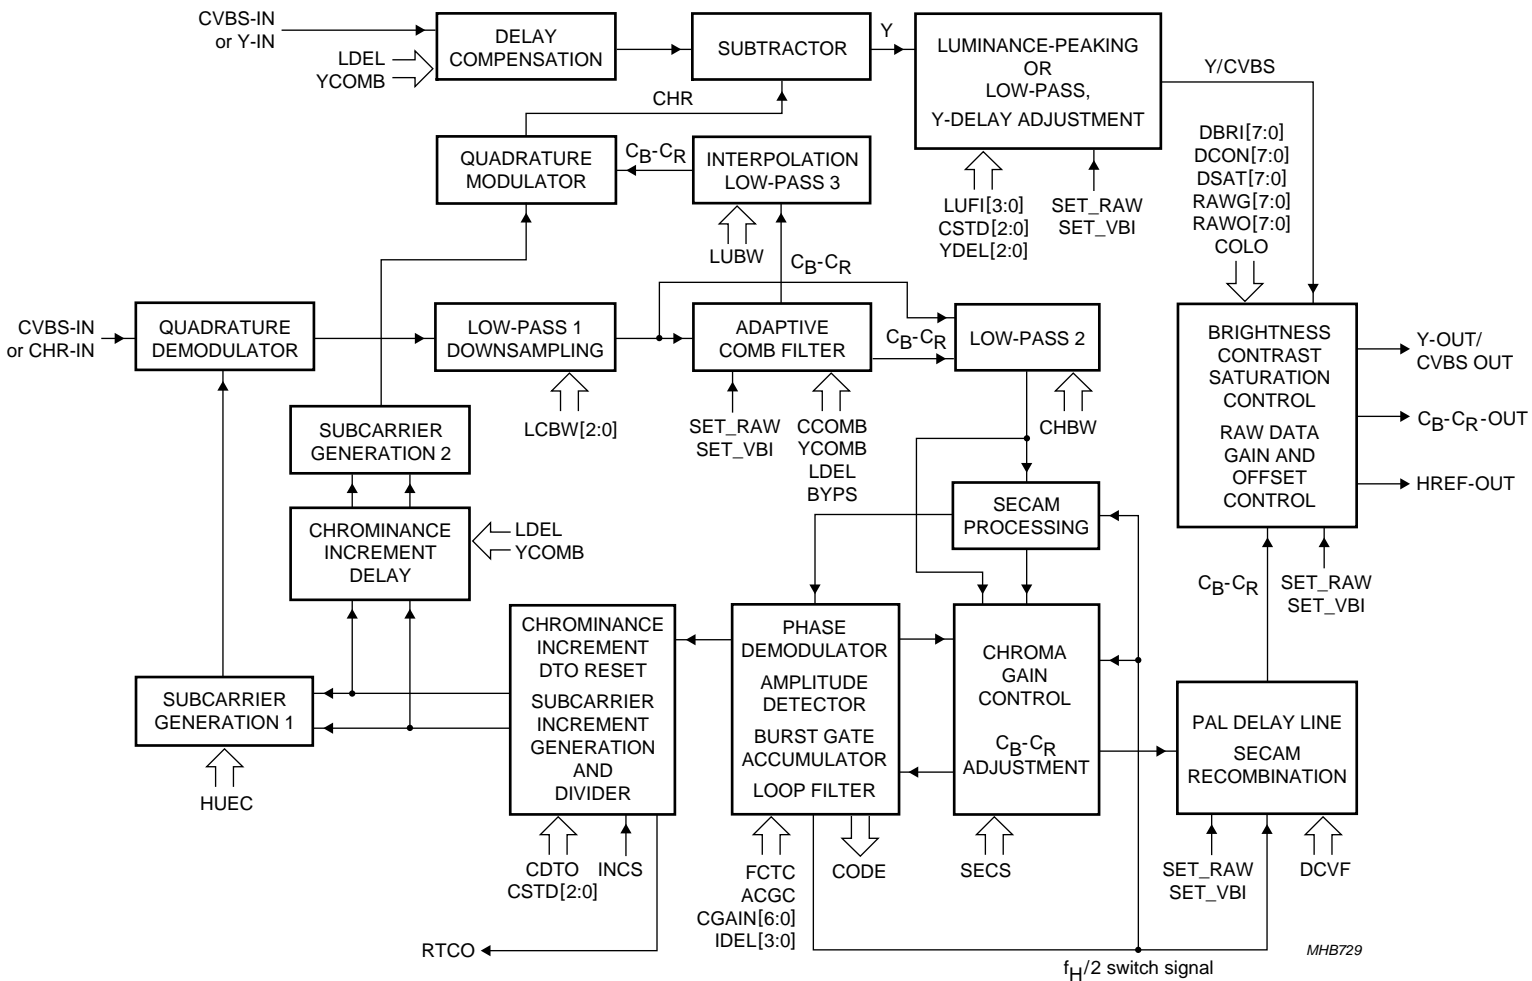 CVBS-IN
or Y-IN
LDEL
YCOMB
DELAY
COMPENSATION
SUBTRACTOR
Y
LUMINANCE-PEAKING
OR
LOW-PASS,
Y-DELAY ADJUSTMENT
Y/CVBS
CHR
QUADRATURE
MODULATOR
CB-CR
INTERPOLATION
LOW-PASS 3
LUBW
LUFI[3:0]
CSTD[2:0]
YDEL[2:0]
SET_RAW
SET_VBI
DBRI[7:0]
DCON[7:0]
DSAT[7:0]
RAWG[7:0]
RAWO[7:0]
COLO
CB-CR
CVBS-IN
or CHR-IN
QUADRATURE
DEMODULATOR
LOW-PASS 1
DOWNSAMPLING
LCBW[2:0]
ADAPTIVE
COMB FILTER
CB-CR
LOW-PASS 2
SET_RAW
SET_VBI
CCOMB
YCOMB
LDEL
BYPS
CHBW
BRIGHTNESS
CONTRAST
SATURATION
CONTROL
RAW DATA
GAIN AND
OFFSET
CONTROL
Y-OUT/
CVBS OUT
CB-CR-OUT
HREF-OUT
SUBCARRIER
GENERATION 2
CHROMINANCE
INCREMENT
DELAY
LDEL
YCOMB
SECAM
PROCESSING
CB-CR
SET_RAW
SET_VBI
SUBCARRIER
GENERATION 1
HUEC
CHROMINANCE
INCREMENT
DTO RESET
SUBCARRIER
INCREMENT
GENERATION
AND
DIVIDER
CDTO
CSTD[2:0]
INCS
RTCO
PHASE
DEMODULATOR
AMPLITUDE
DETECTOR
BURST GATE
ACCUMULATOR
LOOP FILTER
FCTC
ACGC
CGAIN[6:0]
IDEL[3:0]
CODE
CHROMA
GAIN
CONTROL
CB-CR
ADJUSTMENT
SECS
PAL DELAY LINE
SECAM
RECOMBINATION
SET_RAW
SET_VBI
DCVF
fH/2 switch signal
MHB729